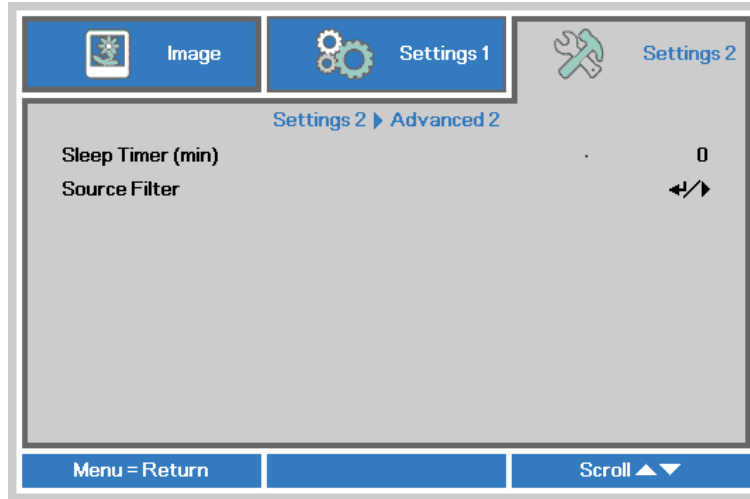 Image
Settings 1
Settings 2
Settings 2 ▶ Advanced 2
Sleep Timer (min) 0
Source Filter ↵/▶
Menu = Return
Scroll ▲▼